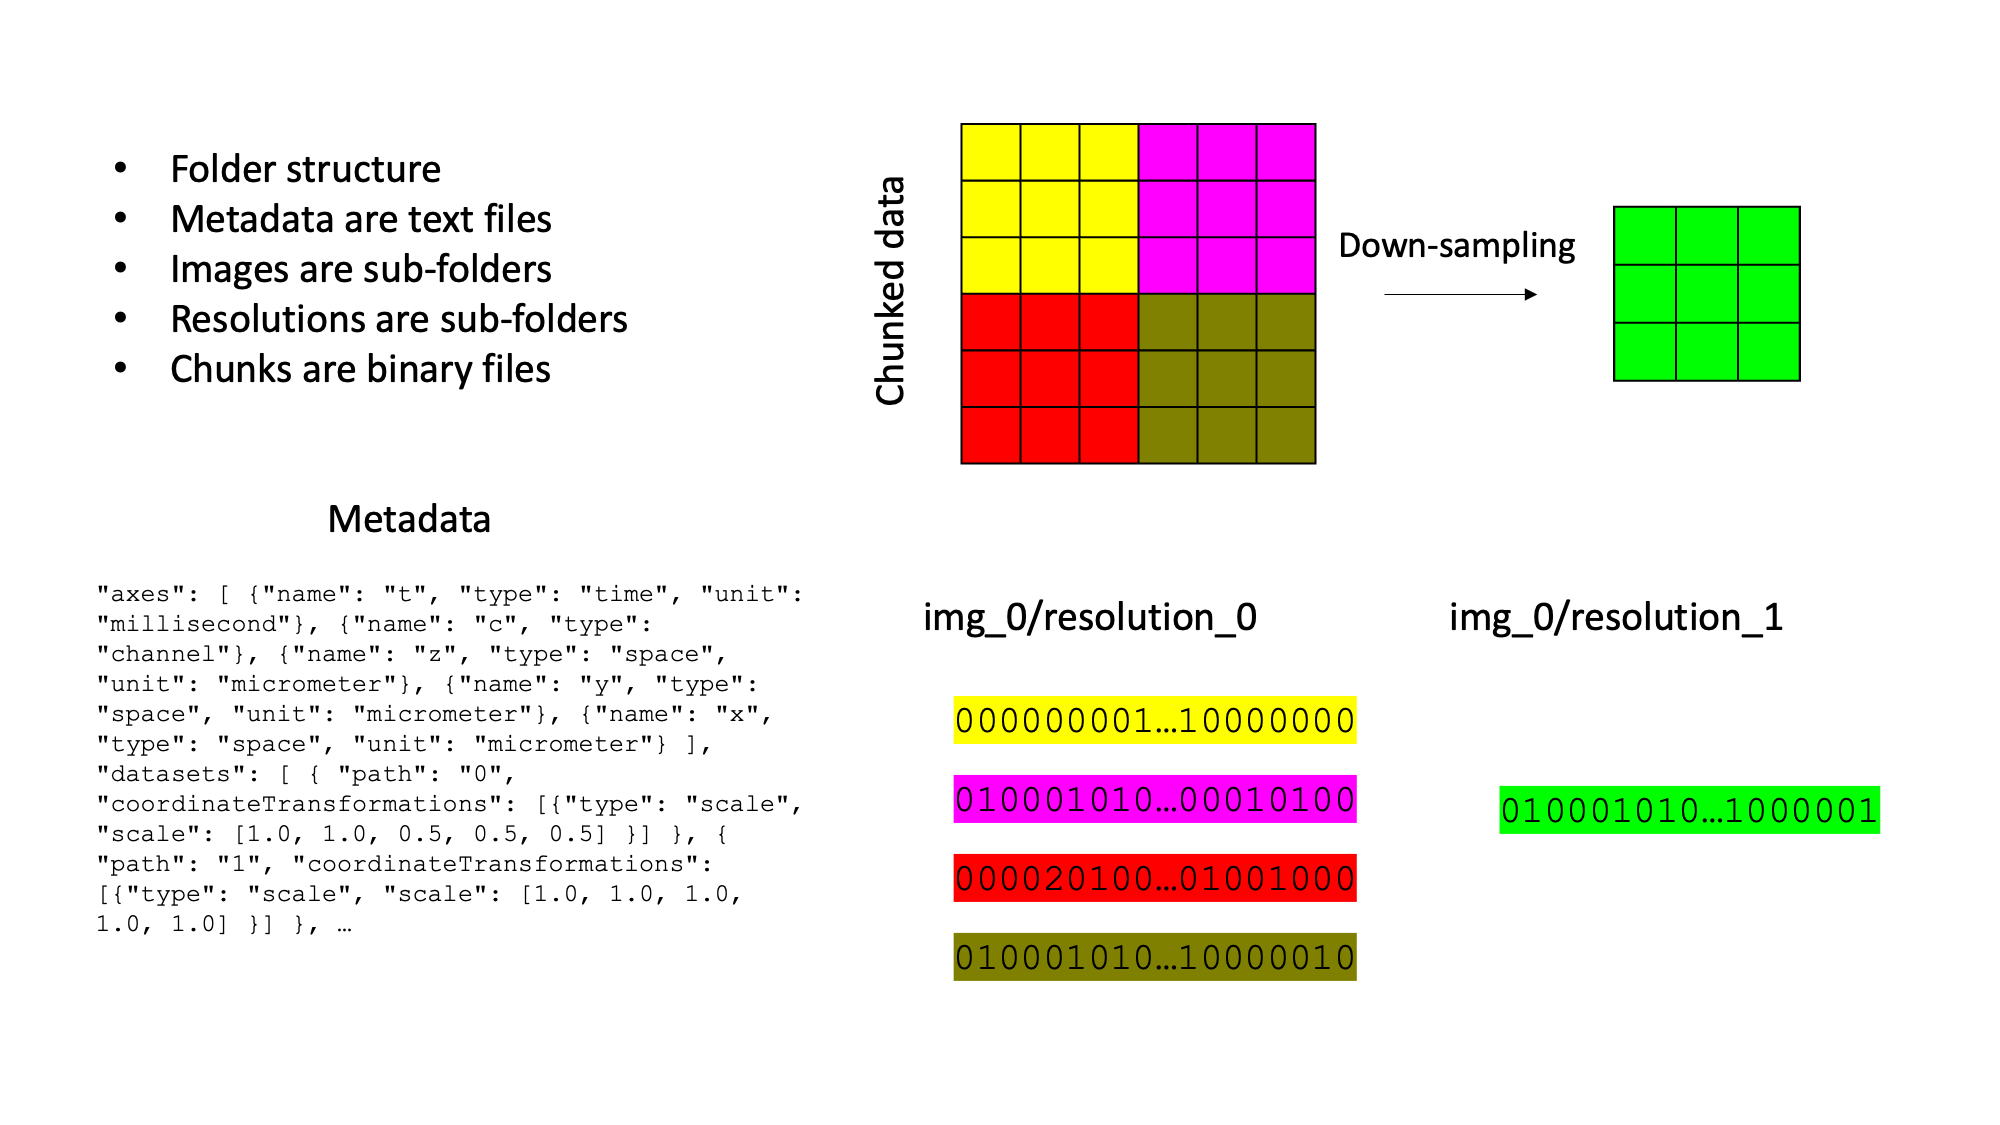 • Folder structure
• Metadata are text files
• Images are sub-folders
• Resolutions are sub-folders
• Chunks are binary files
Chunked data
Down-sampling
Metadata
"axes": [ {"name": "t", "type": "time", "unit":
"millisecond"}, {"name": "c", "type":
"channel"}, {"name": "z", "type": "space",
"unit": "micrometer"}, {"name": "y", "type":
"space", "unit": "micrometer"}, {"name": "x",
"type": "space", "unit": "micrometer"} ],
"datasets": [ { "path": "0",
"coordinateTransformations": [{"type": "scale",
"scale": [1.0, 1.0, 0.5, 0.5, 0.5] }] }, {
"path": "1", "coordinateTransformations":
[{"type": "scale", "scale": [1.0, 1.0, 1.0,
1.0, 1.0] }] }, …
img_0/resolution_0
000000001…10000000
010001010…00010100
000020100…01001000
010001010…10000010
img_0/resolution_1
010001010…1000001